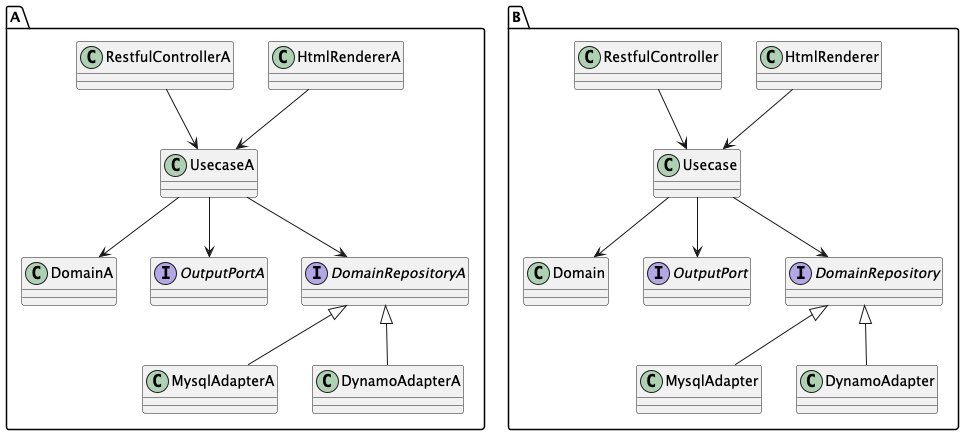 A
B
C RestfulControllerA
C HtmlRendererA
C RestfulController
C HtmlRenderer
C UsecaseA
C Usecase
C DomainA
I OutputPortA
I DomainRepositoryA
C Domain
I OutputPort
I DomainRepository
C MysqlAdapterA
C DynamoAdapterA
C MysqlAdapter
C DynamoAdapter